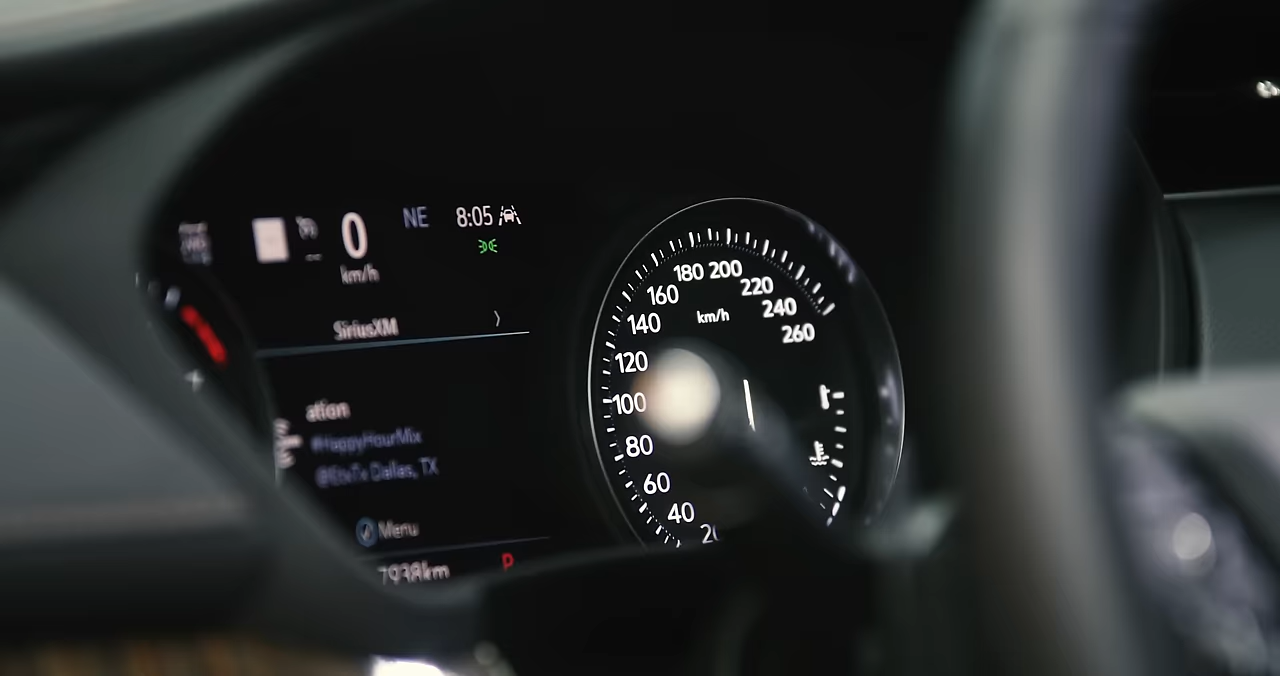 0 NE 8:05
km/h
SiriusXM
ation
#HappyHourMix
Dallas, TX
Menu
7938km P
180 200
160 220
140 km/h 240
260
120
100
80
60
40